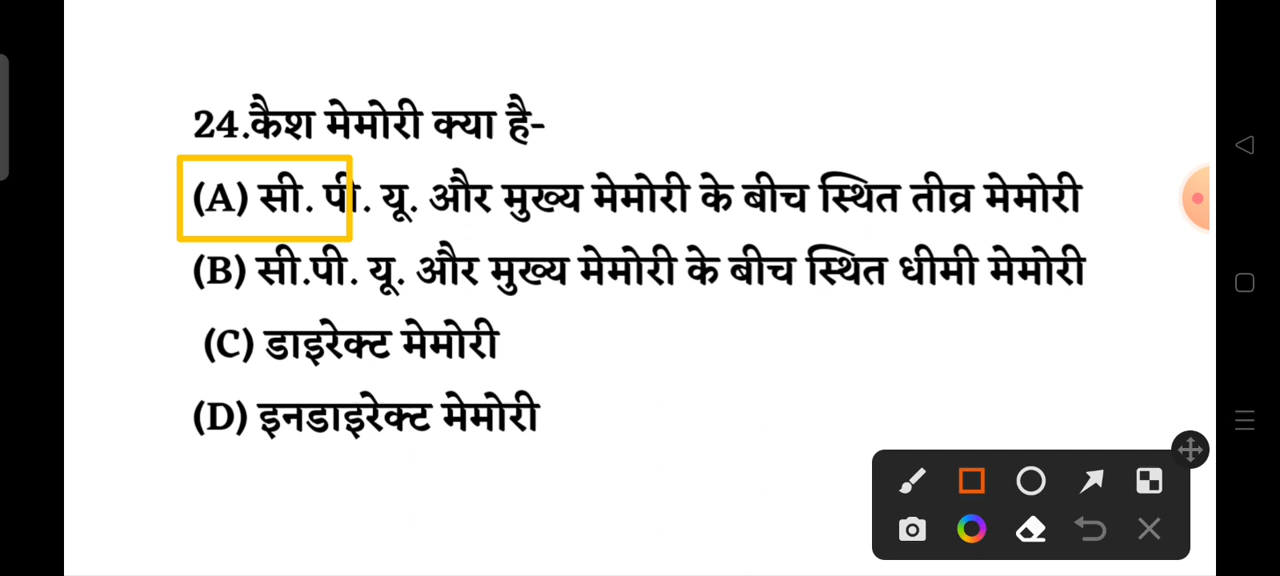 24.कैश मेमोरी क्या है-
(A) सी. पी. यू. और मुख्य मेमोरी के बीच स्थित तीव्र मेमोरी
(B) सी.पी. यू. और मुख्य मेमोरी के बीच स्थित धीमी मेमोरी
(C) डाइरेक्ट मेमोरी
(D) इनडाइरेक्ट मेमोरी